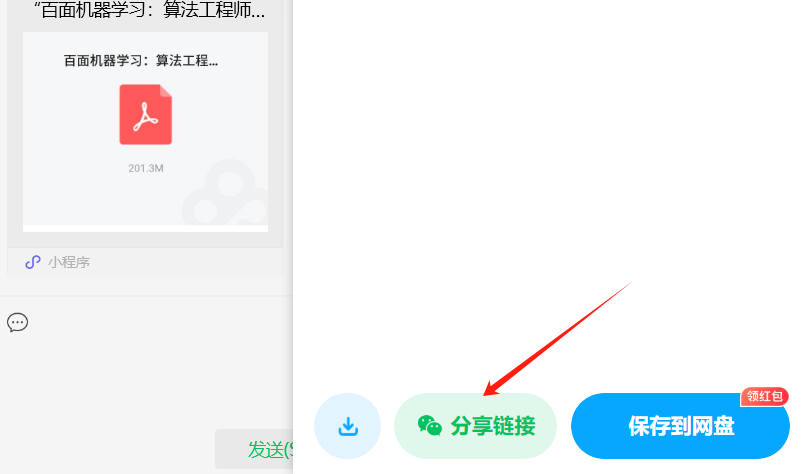 “百面机器学习：算法工程师...
百面机器学习：算法工程...
201.3M
小程序
发送(S
领红包
分享链接
保存到网盘